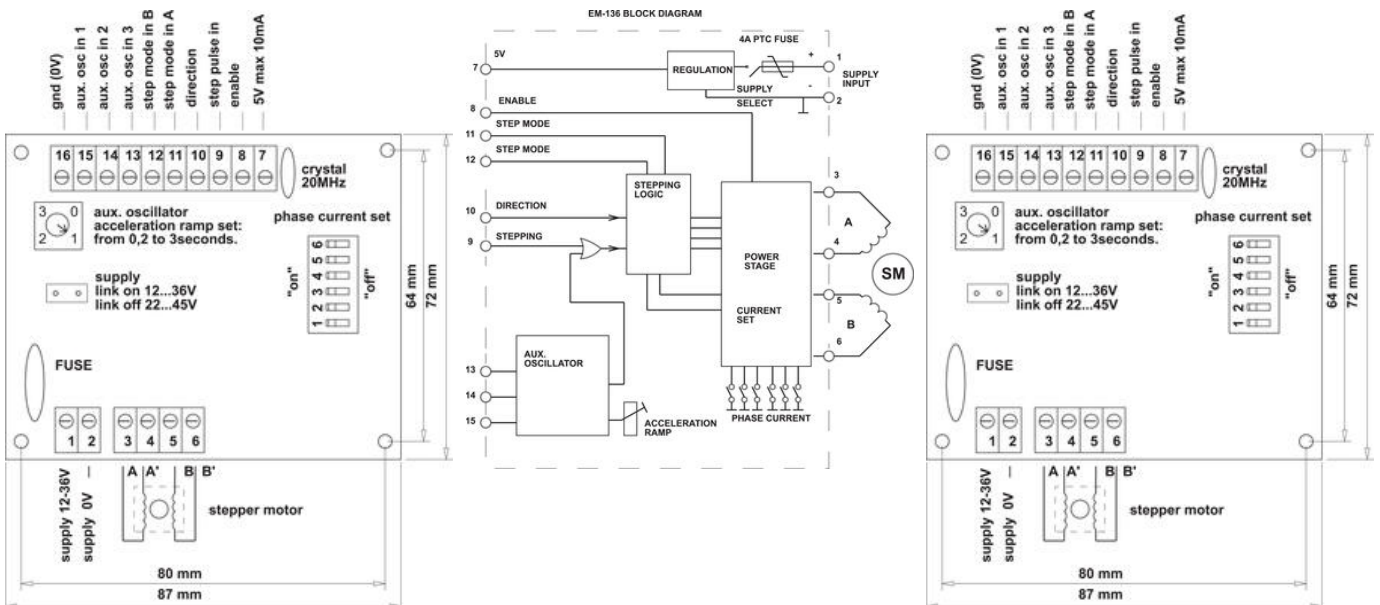 gnd (0V)
aux. osc in 1
aux. osc in 2
aux. osc in 3
step mode in B
step mode in A
direction
step pulse in
enable
5V max 10mA
16 15 14 13 12 11 10 9 8 7
crystal
20MHz
3 0
2 1
aux. oscillator
acceleration ramp set:
from 0,2 to 3seconds.
phase current set
"on"
6
5
4
3
2
1
"off"
supply
link on 12...36V
link off 22...45V
64 mm
72 mm
FUSE
1 2 3 4 5 6
A A' B B'
supply 12-36V
supply 0V –
stepper motor
80 mm
87 mm
EM-136 BLOCK DIAGRAM
4A PTC FUSE
5V
7
REGULATION
+
1
SUPPLY
INPUT
-
2
SUPPLY
SELECT
ENABLE
8
STEP MODE
11
STEP MODE
12
STEPPING
LOGIC
3
A
4
DIRECTION
10
STEPPING
9
POWER
STAGE
SM
5
B
6
CURRENT
SET
AUX.
OSCILLATOR
13
14
15
PHASE CURRENT
ACCELERATION
RAMP
gnd (0V)
aux. osc in 1
aux. osc in 2
aux. osc in 3
step mode in B
step mode in A
direction
step pulse in
enable
5V max 10mA
16 15 14 13 12 11 10 9 8 7
crystal
20MHz
3 0
2 1
aux. oscillator
acceleration ramp set:
from 0,2 to 3seconds.
phase current set
"on"
6
5
4
3
2
1
"off"
supply
link on 12...36V
link off 22...45V
64 mm
72 mm
FUSE
1 2 3 4 5 6
A A' B B'
supply 12-36V
supply 0V –
stepper motor
80 mm
87 mm